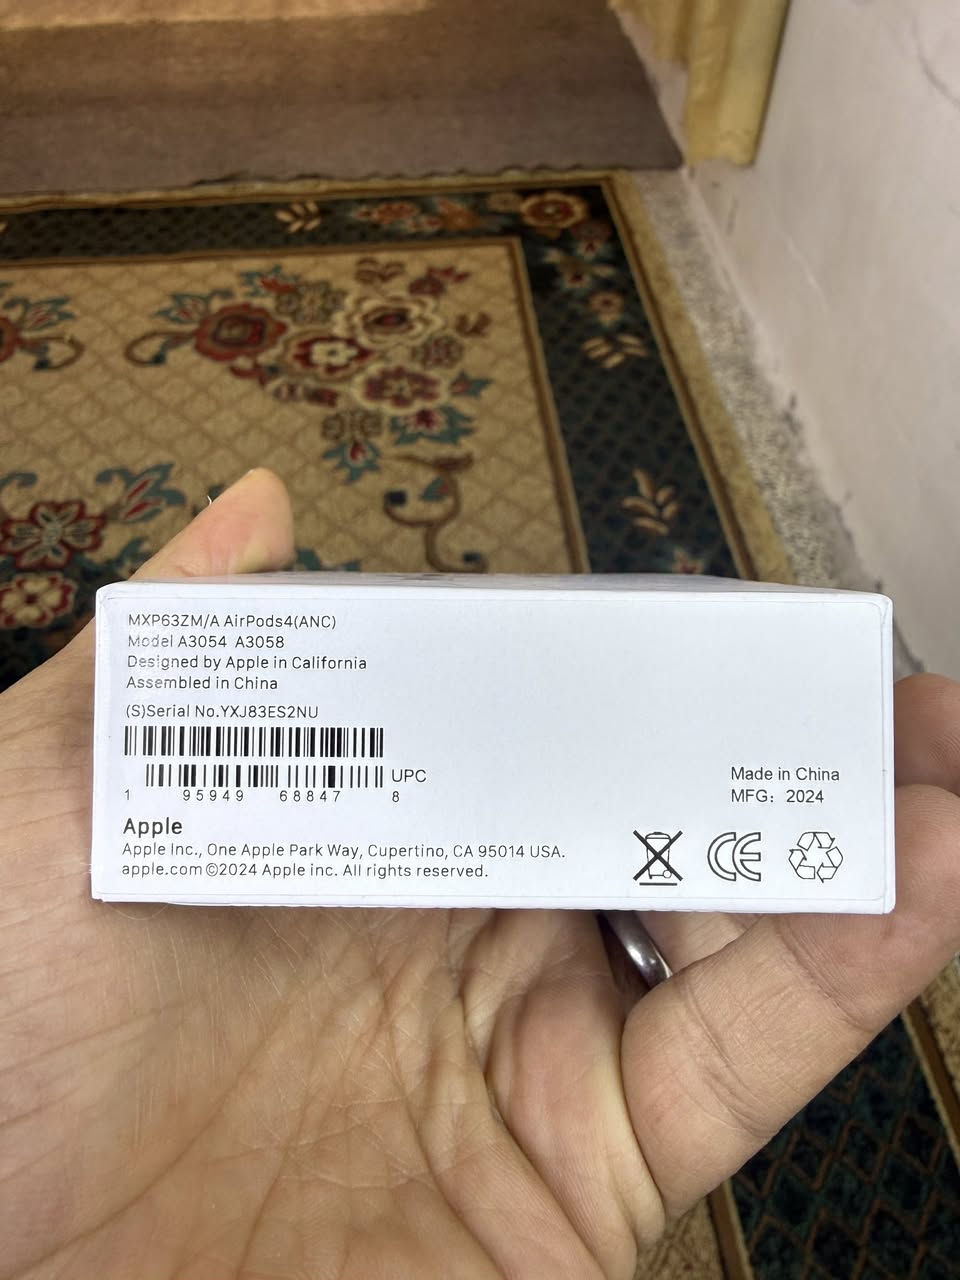 MXP63ZM/A AirPods4(ANC)
Model A3054 A3058
Designed by Apple in California
Assembled in China
(S)Serial No.YXJ83ES2NU
UPC
1 95949 68847 8
Made in China
MFG: 2024
Apple
Apple Inc., One Apple Park Way, Cupertino, CA 95014 USA.
apple.com ©2024 Apple inc. All rights reserved.
CE